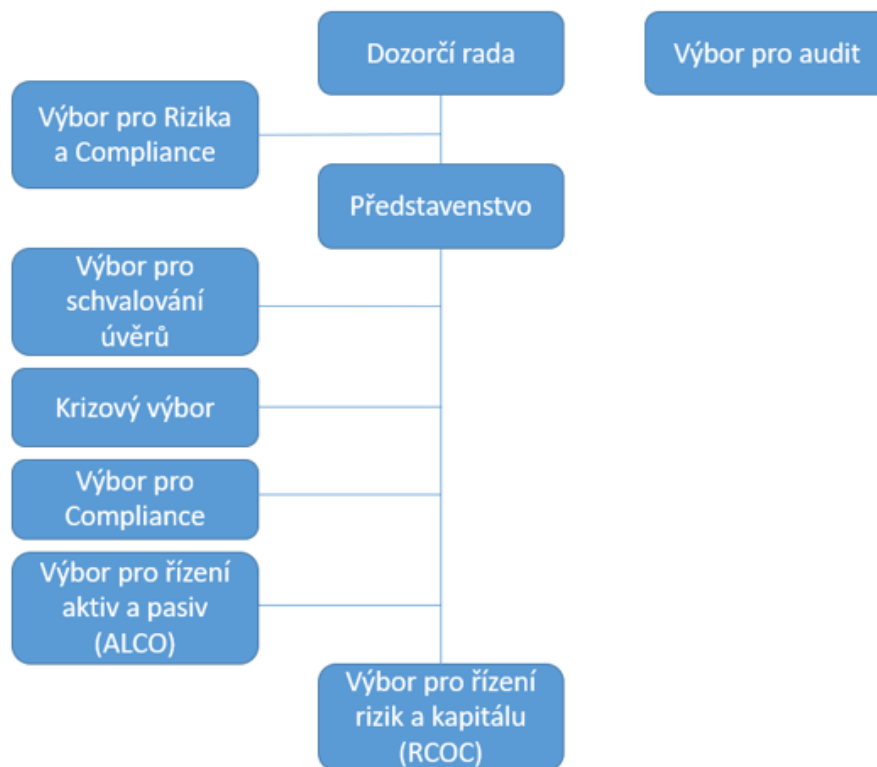 Dozorčí rada
Výbor pro audit
Výbor pro Rizika
a Compliance
Představenstvo
Výbor pro
schvalování
úvěrů
Krizový výbor
Výbor pro
Compliance
Výbor pro řízení
aktiv a pasiv
(ALCO)
Výbor pro řízení
rizik a kapitálu
(RCOC)